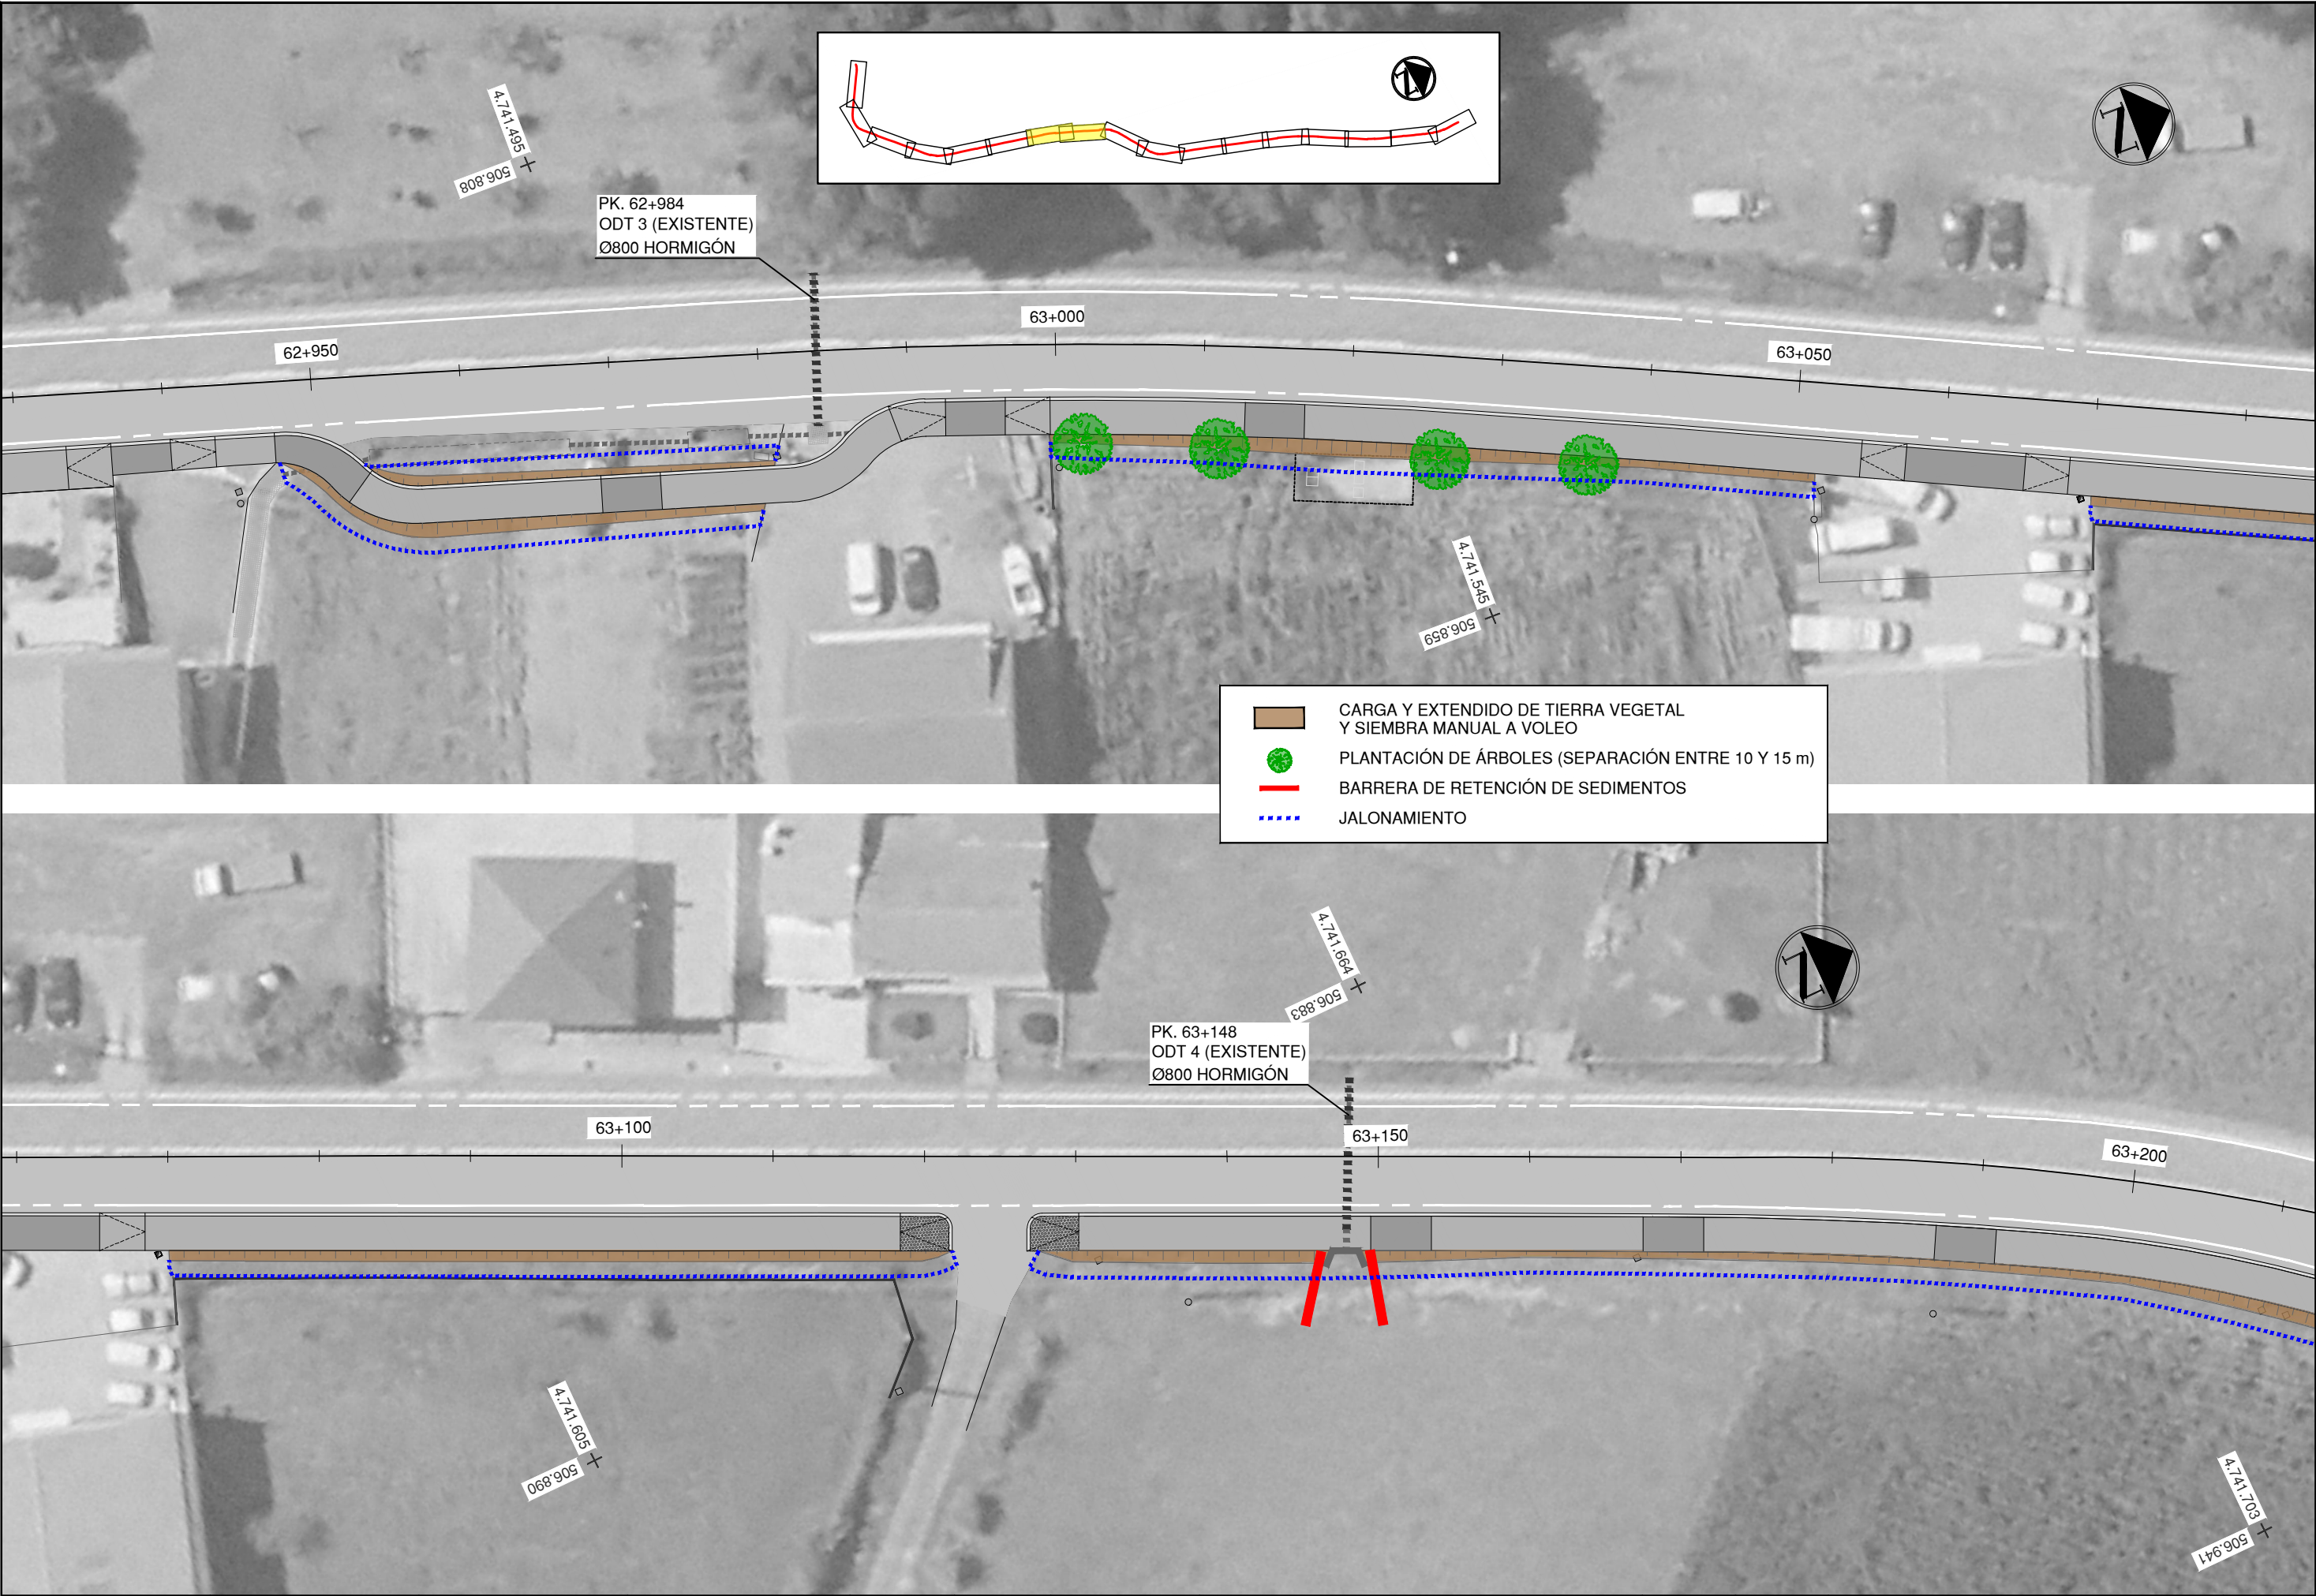 N
N
4.741.495
506.808
PK. 62+984
ODT 3 (EXISTENTE)
Ø800 HORMIGÓN
62+950
63+000
63+050
4.741.545
506.859
CARGA Y EXTENDIDO DE TIERRA VEGETAL
Y SIEMBRA MANUAL A VOLEO
PLANTACIÓN DE ÁRBOLES (SEPARACIÓN ENTRE 10 Y 15 m)
BARRERA DE RETENCIÓN DE SEDIMENTOS
JALONAMIENTO
4.741.664
506.883
N
PK. 63+148
ODT 4 (EXISTENTE)
Ø800 HORMIGÓN
63+100
63+150
63+200
4.741.605
506.890
4.741.703
506.941